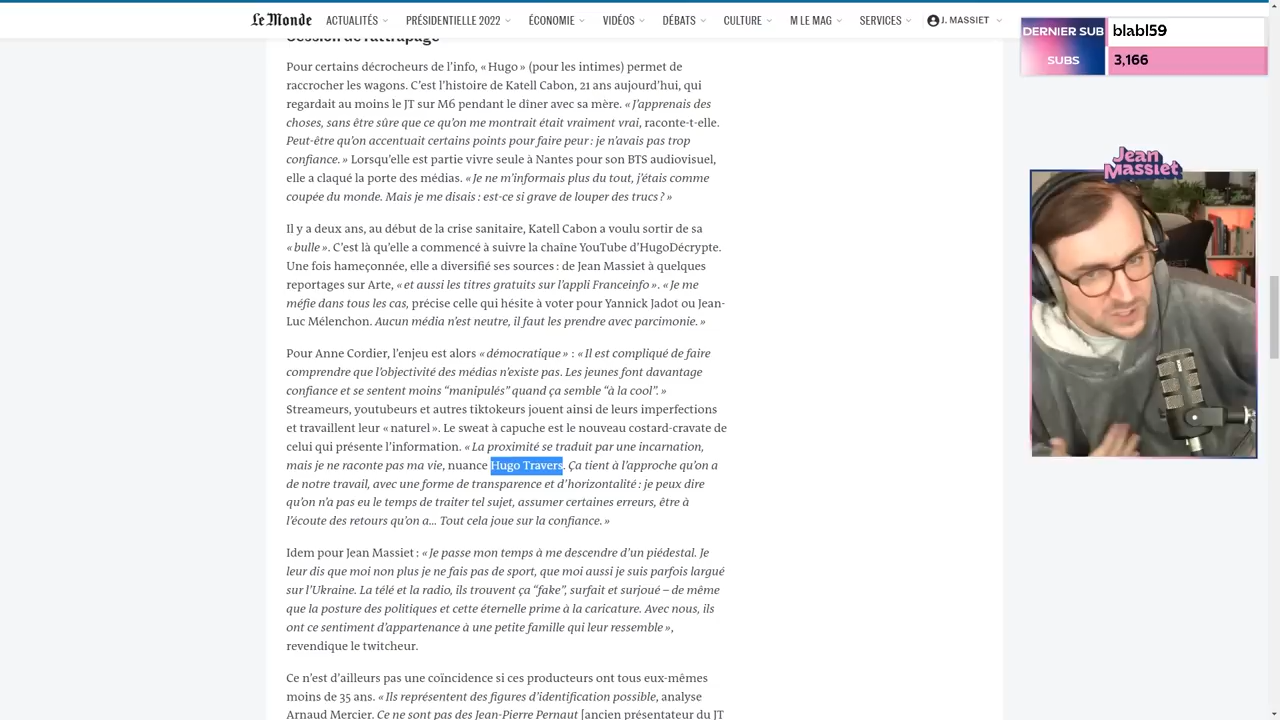 Le Monde ACTUALITÉS PRÉSIDENTIELLE 2022 ÉCONOMIE VIDÉOS DÉBATS CULTURE M LE MAG SERVICES J. MASSIET
Session de rattrapage
Pour certains décrocheurs de l’info, « Hugo » (pour les intimes) permet de
raccrocher les wagons. C’est l’histoire de Katell Cabon, 21 ans aujourd’hui, qui
regardait au moins le JT sur M6 pendant le dîner avec sa mère. « J’apprenais des
choses, sans être sûre que ce qu’on me montrait était vraiment vrai, raconte-t-elle.
Peut-être qu’on accentuait certains points pour faire peur : je n’avais pas trop
confiance. » Lorsqu’elle est partie vivre seule à Nantes pour son BTS audiovisuel,
elle a claqué la porte des médias. « Je ne m’informais plus du tout, j’étais comme
coupée du monde. Mais je me disais : est-ce si grave de louper des trucs ? »
Il y a deux ans, au début de la crise sanitaire, Katell Cabon a voulu sortir de sa
« bulle ». C’est là qu’elle a commencé à suivre la chaîne YouTube d’HugoDécrypte.
Une fois hameçonnée, elle a diversifié ses sources : de Jean Massiet à quelques
reportages sur Arte, « et aussi les titres gratuits sur l’appli Franceinfo ». « Je me
méfie dans tous les cas, précise celle qui hésite à voter pour Yannick Jadot ou Jean-
Luc Mélenchon. Aucun média n’est neutre, il faut les prendre avec parcimonie. »
Pour Anne Cordier, l’enjeu est alors « démocratique » : « Il est compliqué de faire
comprendre que l’objectivité des médias n’existe pas. Les jeunes font davantage
confiance et se sentent moins “manipulés” quand ça semble “à la cool”. »
Streameurs, youtubeurs et autres tiktokeurs jouent ainsi de leurs imperfections
et travaillent leur « naturel ». Le sweat à capuche est le nouveau costard-cravate de
celui qui présente l’information. « La proximité se traduit par une incarnation,
mais je ne raconte pas ma vie, nuance Hugo Travers. Ça tient à l’approche qu’on a
de notre travail, avec une forme de transparence et d’horizontalité : je peux dire
qu’on n’a pas eu le temps de traiter tel sujet, assumer certaines erreurs, être à
l’écoute des retours qu’on a… Tout cela joue sur la confiance. »
Idem pour Jean Massiet : « Je passe mon temps à me descendre d’un piédestal. Je
leur dis que moi non plus je ne fais pas de sport, que moi aussi je suis parfois largué
sur l’Ukraine. La télé et la radio, ils trouvent ça “fake”, surfait et surjoué – de même
que la posture des politiques et cette éternelle prime à la caricature. Avec nous, ils
ont ce sentiment d’appartenance à une petite famille qui leur ressemble »,
revendique le twitcheur.
Ce n’est d’ailleurs pas une coïncidence si ces producteurs ont tous eux-mêmes
moins de 35 ans. « Ils représentent des figures d’identification possible, analyse
Arnaud Mercier. Ce ne sont pas des Jean-Pierre Pernaut [ancien présentateur du JT
DERNIER SUB blabl59
SUBS 3,166
Jean
Massiet